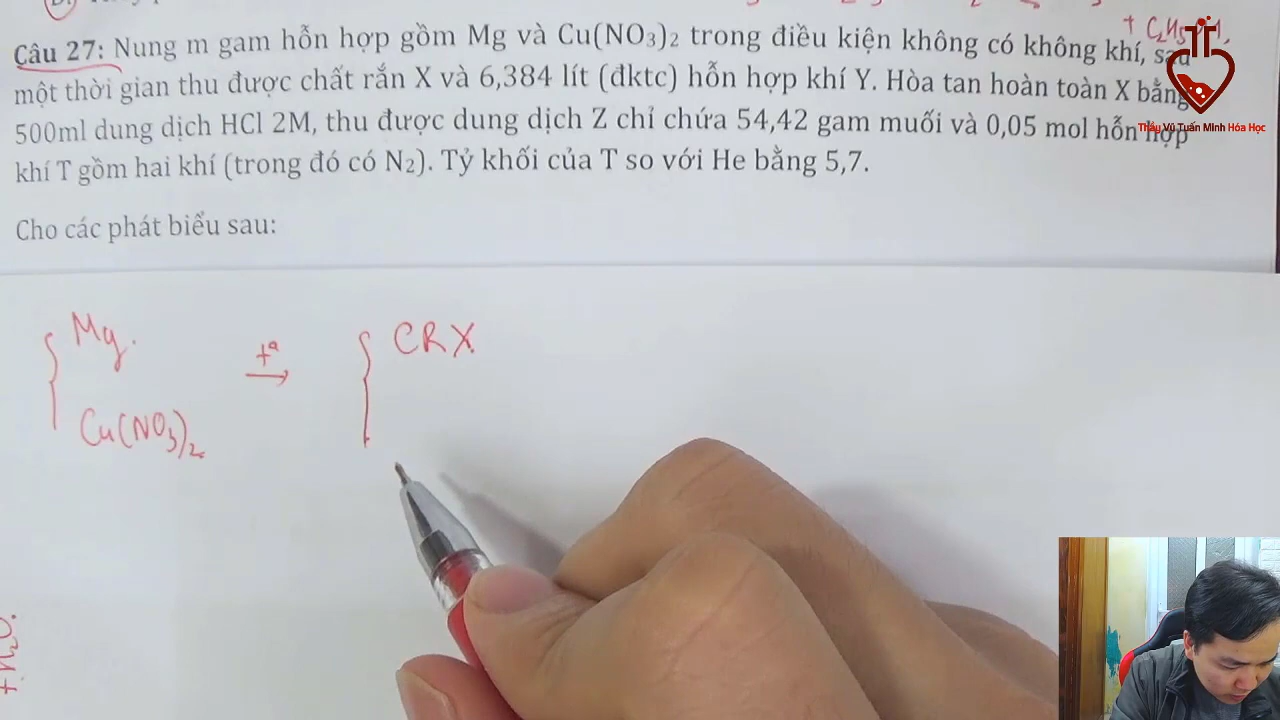 + C₂H₅OH.
Câu 27: Nung m gam hỗn hợp gồm Mg và Cu(NO₃)₂ trong điều kiện không có không khí, sau
một thời gian thu được chất rắn X và 6,384 lít (đktc) hỗn hợp khí Y. Hòa tan hoàn toàn X bằng
500ml dung dịch HCl 2M, thu được dung dịch Z chỉ chứa 54,42 gam muối và 0,05 mol hỗn hợp
Thầy Vũ Tuấn Minh Hóa Học
khí T gồm hai khí (trong đó có N₂). Tỷ khối của T so với He bằng 5,7.
Cho các phát biểu sau:
Mg.
t° CRX
Cu(NO₃)₂
+ H₂O.